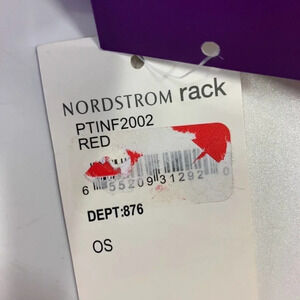 NORDSTROM rack
PTINF2002
RED
6 55209 31292 0
DEPT:876
OS